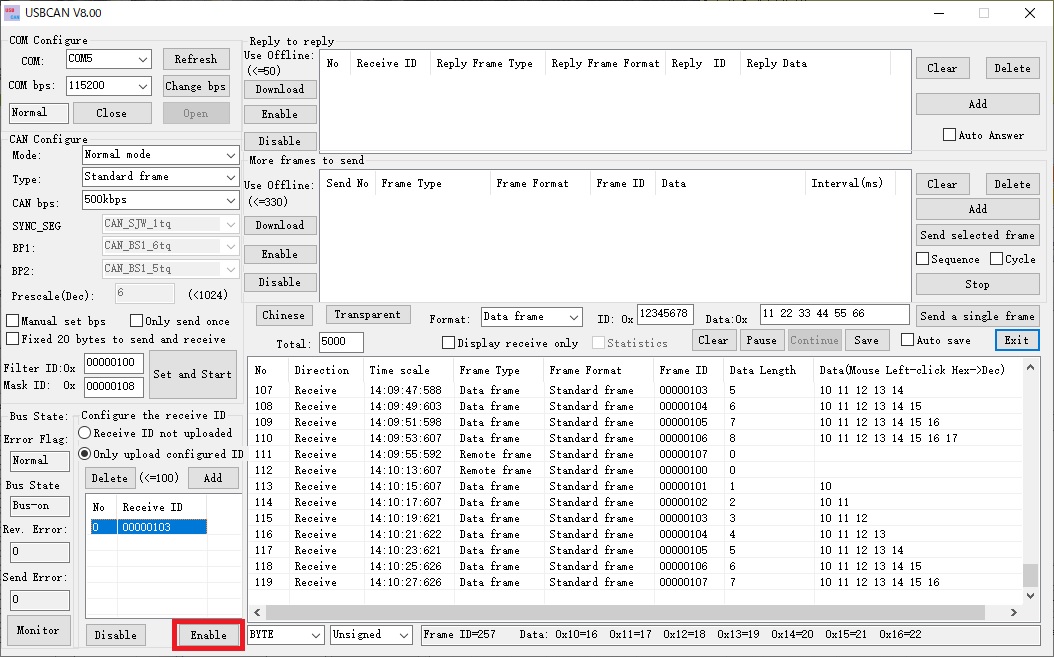 USBCAN V8.00
COM Configure
COM: COM5 Refresh
COM bps: 115200 Change bps
Normal Close Open
CAN Configure
Mode: Normal mode
Type: Standard frame
CAN bps: 500kbps
SYNC_SEG CAN_SJW_1tq
BP1: CAN_BS1_6tq
BP2: CAN_BS1_5tq
Prescale(Dec): 6 (<1024)
Manual set bps Only send once
Fixed 20 bytes to send and receive
Filter ID:0x 00000100
Mask ID: 0x 00000108
Set and Start
Bus State:
Error Flag:
Normal
Bus State
Bus-on
Rev. Error:
0
Send Error:
0
Monitor
Configure the receive ID
Receive ID not uploaded
Only upload configured ID
Delete (<=100) Add
No Receive ID
0 00000103
Disable Enable
Reply to reply
Use Offline:
(<=50)
Download
Enable
Disable
No Receive ID Reply Frame Type Reply Frame Format Reply ID Reply Data
Clear Delete
Add
Auto Answer
More frames to send
Use Offline:
(<=330)
Download
Enable
Disable
Send No Frame Type Frame Format Frame ID Data Interval(ms)
Clear Delete
Add
Send selected frame
Sequence Cycle
Stop
Chinese Transparent Format: Data frame ID: 0x 12345678 Data:0x 11 22 33 44 55 66 Send a single frame
Total: 5000 Display receive only Statistics Clear Pause Continue Save Auto save Exit
No Direction Time scale Frame Type Frame Format Frame ID Data Length Data(Mouse Left-click Hex->Dec)
107 Receive 14:09:47:588 Data frame Standard frame 00000103 5 10 11 12 13 14
108 Receive 14:09:49:603 Data frame Standard frame 00000104 6 10 11 12 13 14 15
109 Receive 14:09:51:598 Data frame Standard frame 00000105 7 10 11 12 13 14 15 16
110 Receive 14:09:53:607 Data frame Standard frame 00000106 8 10 11 12 13 14 15 16 17
111 Receive 14:09:55:592 Remote frame Standard frame 00000107 0
112 Receive 14:10:13:607 Remote frame Standard frame 00000100 0
113 Receive 14:10:15:607 Data frame Standard frame 00000101 1 10
114 Receive 14:10:17:607 Data frame Standard frame 00000102 2 10 11
115 Receive 14:10:19:621 Data frame Standard frame 00000103 3 10 11 12
116 Receive 14:10:21:622 Data frame Standard frame 00000104 4 10 11 12 13
117 Receive 14:10:23:621 Data frame Standard frame 00000105 5 10 11 12 13 14
118 Receive 14:10:25:626 Data frame Standard frame 00000106 6 10 11 12 13 14 15
119 Receive 14:10:27:626 Data frame Standard frame 00000107 7 10 11 12 13 14 15 16
BYTE Unsigned Frame ID=257 Data: 0x10=16 0x11=17 0x12=18 0x13=19 0x14=20 0x15=21 0x16=22